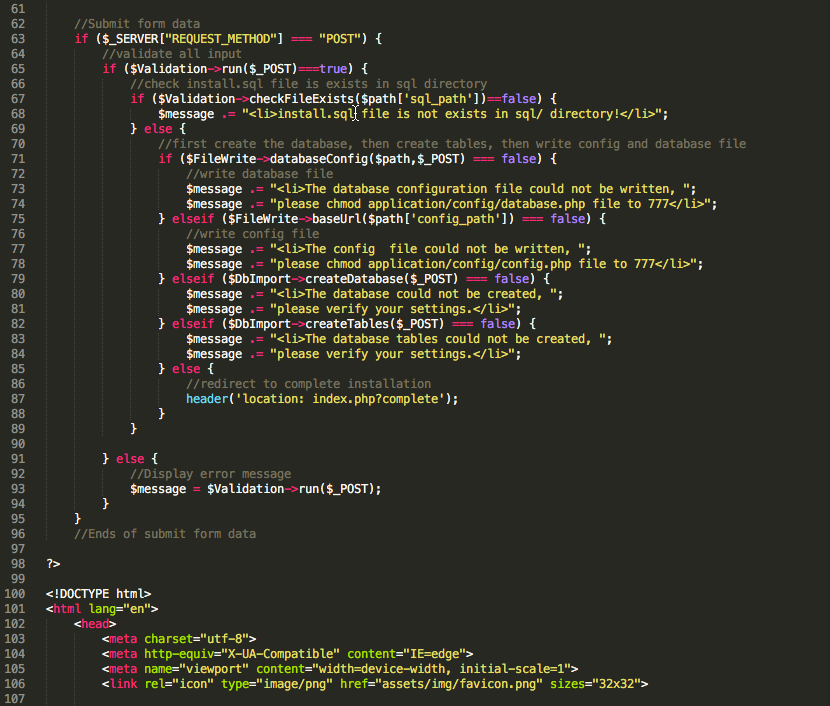 61
62 //Submit form data
63 if ($_SERVER["REQUEST_METHOD"] === "POST") {
64 //validate all input
65 if ($Validation->run($_POST)===true) {
66 //check install.sql file is exists in sql directory
67 if ($Validation->checkFileExists($path['sql_path'])==false) {
68 $message .= "<li>install.sql file is not exists in sql/ directory!</li>";
69 } else {
70 //first create the database, then create tables, then write config and database file
71 if ($FileWrite->databaseConfig($path,$_POST) === false) {
72 //write database file
73 $message .= "<li>The database configuration file could not be written, ";
74 $message .= "please chmod application/config/database.php file to 777</li>";
75 } elseif ($FileWrite->baseUrl($path['config_path']) === false) {
76 //write config file
77 $message .= "<li>The config  file could not be written, ";
78 $message .= "please chmod application/config/config.php file to 777</li>";
79 } elseif ($DbImport->createDatabase($_POST) === false) {
80 $message .= "<li>The database could not be created, ";
81 $message .= "please verify your settings.</li>";
82 } elseif ($DbImport->createTables($_POST) === false) {
83 $message .= "<li>The database tables could not be created, ";
84 $message .= "please verify your settings.</li>";
85 } else {
86 //redirect to complete installation
87 header('location: index.php?complete');
88 }
89 }
90
91 } else {
92 //Display error message
93 $message = $Validation->run($_POST);
94 }
95 }
96 //Ends of submit form data
97
98 ?>
99
100 <!DOCTYPE html>
101 <html lang="en">
102 <head>
103 <meta charset="utf-8">
104 <meta http-equiv="X-UA-Compatible" content="IE=edge">
105 <meta name="viewport" content="width=device-width, initial-scale=1">
106 <link rel="icon" type="image/png" href="assets/img/favicon.png" sizes="32x32">
107